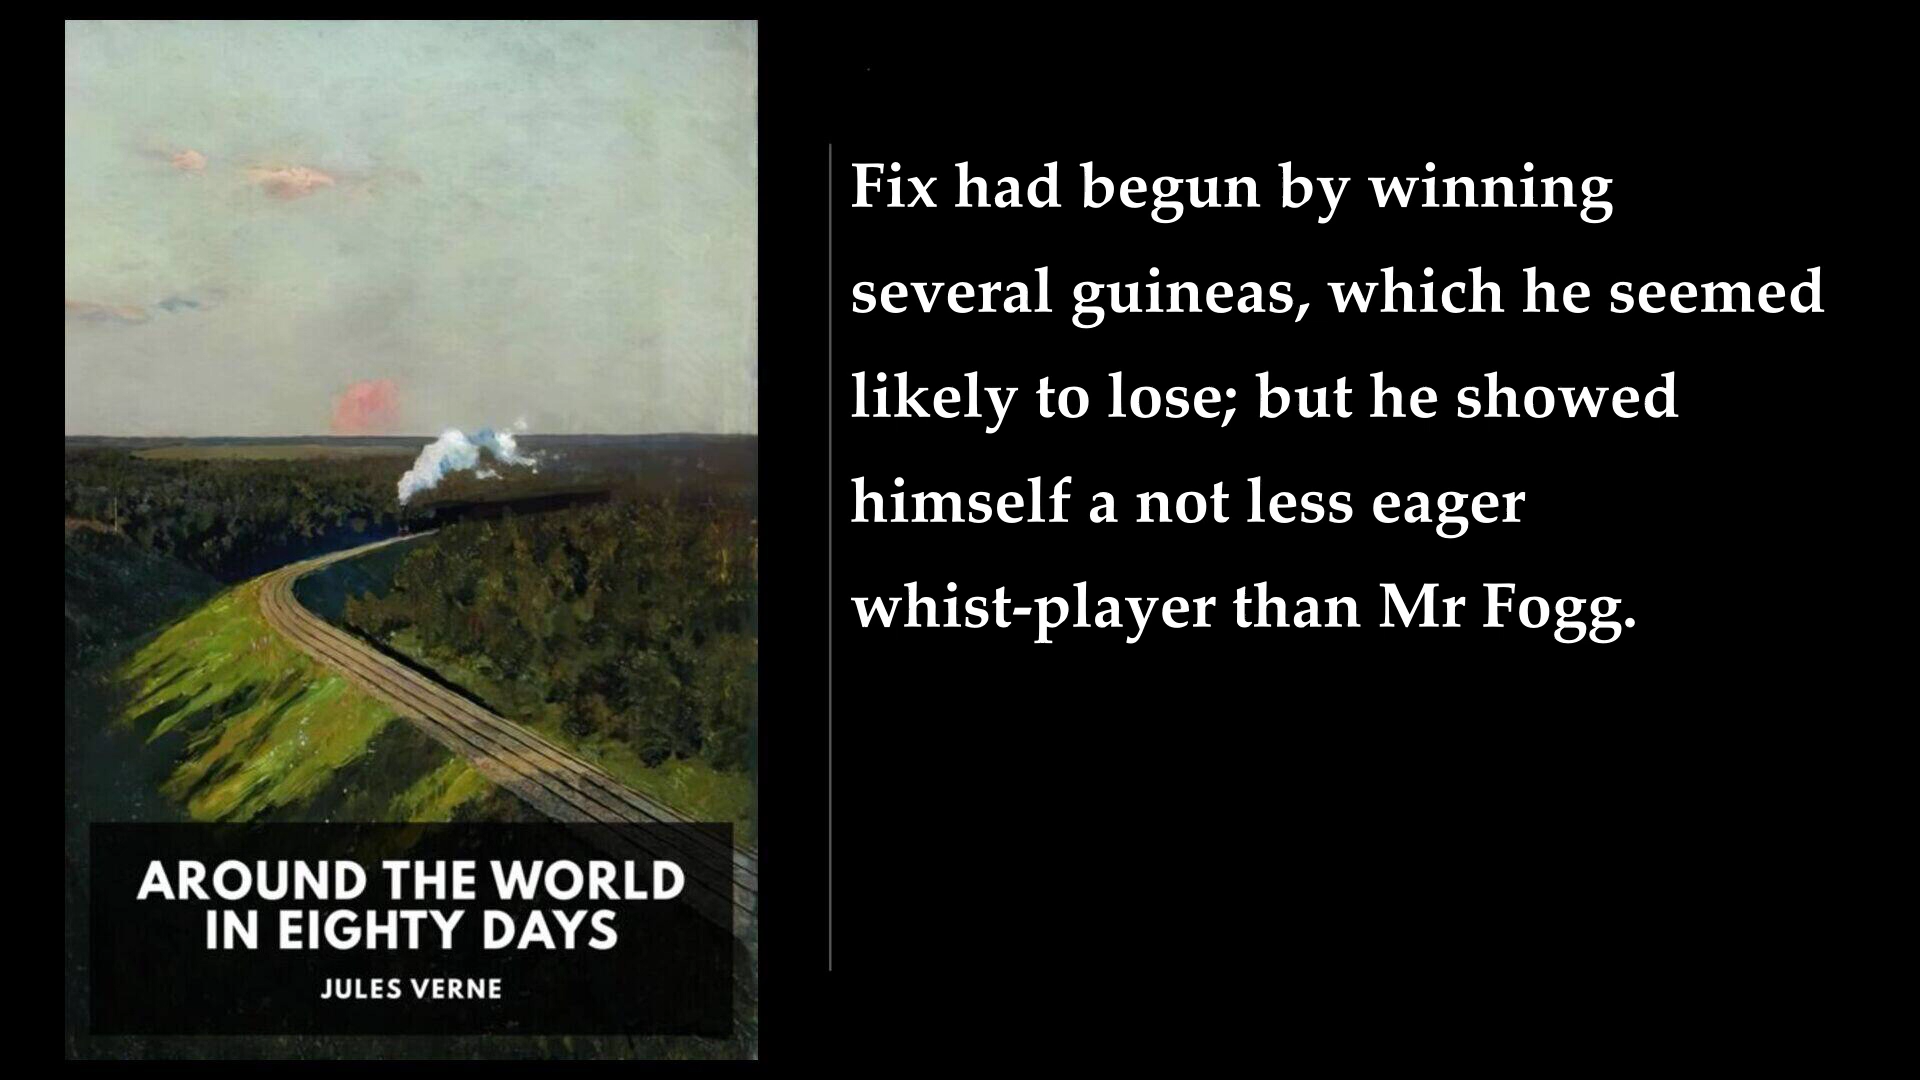 Fix had begun by winning
several guineas, which he seemed
likely to lose; but he showed
himself a not less eager
whist-player than Mr Fogg.
AROUND THE WORLD
IN EIGHTY DAYS
JULES VERNE